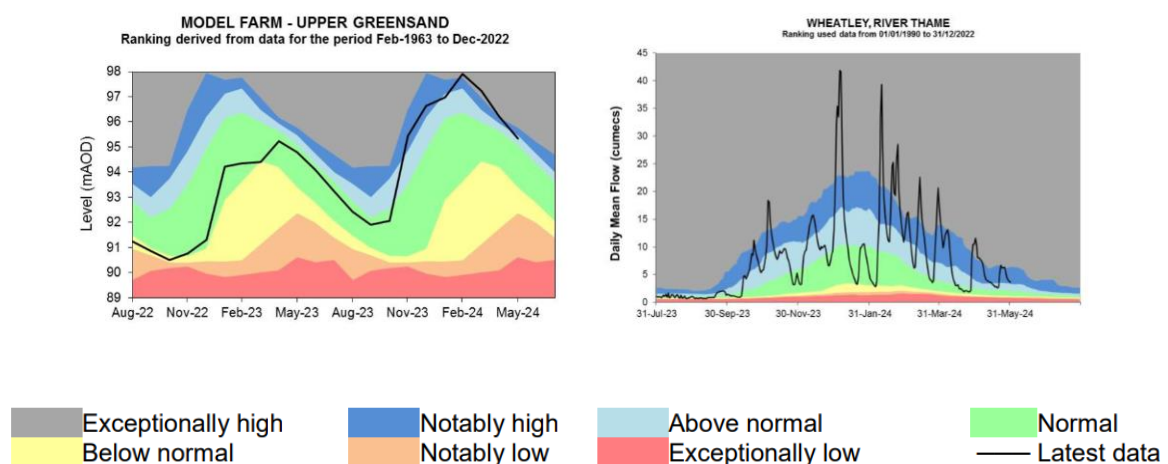 MODEL FARM - UPPER GREENSAND
Ranking derived from data for the period Feb-1963 to Dec-2022
Level (mAOD)
98
97
96
95
94
93
92
91
90
89
Aug-22 Nov-22 Feb-23 May-23 Aug-23 Nov-23 Feb-24 May-24
WHEATLEY, RIVER THAME
Ranking used data from 01/01/1990 to 31/12/2022
Daily Mean Flow (cumecs)
45
40
35
30
25
20
15
10
5
0
31-Jul-23 30-Sep-23 30-Nov-23 31-Jan-24 31-Mar-24 31-May-24
Exceptionally high Notably high Above normal Normal
Below normal Notably low Exceptionally low Latest data